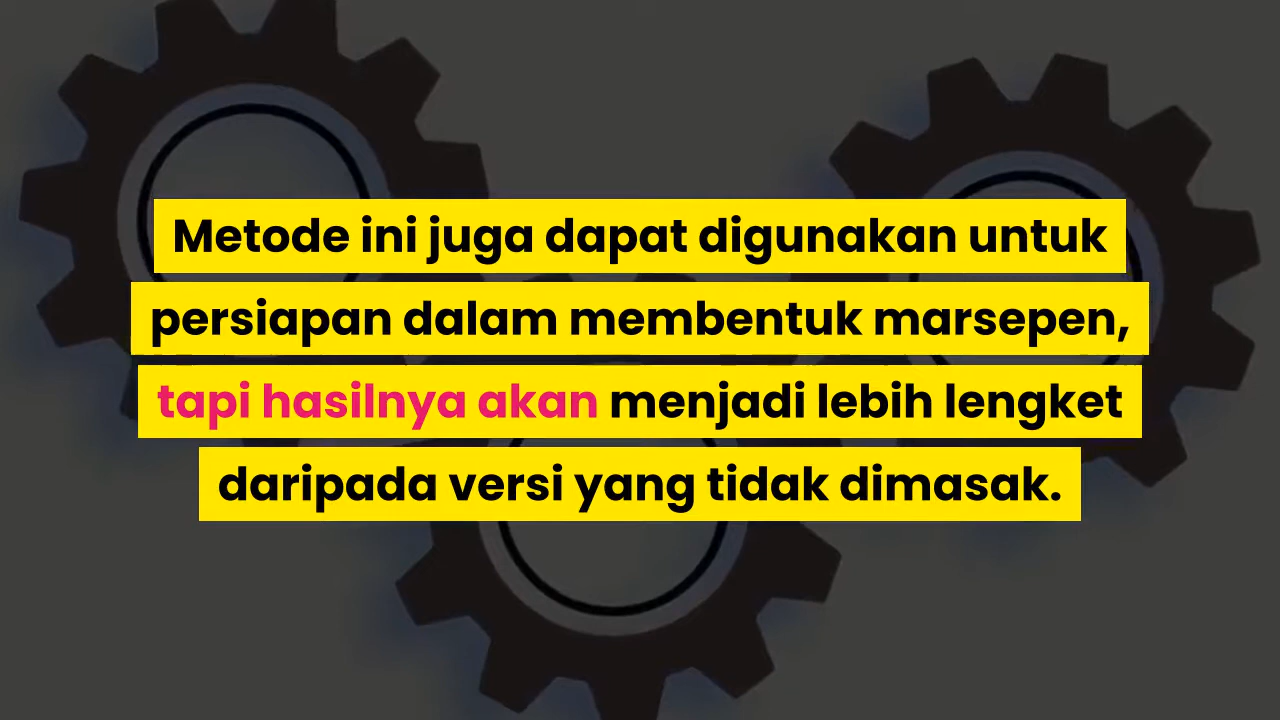 Metode ini juga dapat digunakan untuk
persiapan dalam membentuk marsepen,
tapi hasilnya akan menjadi lebih lengket
daripada versi yang tidak dimasak.